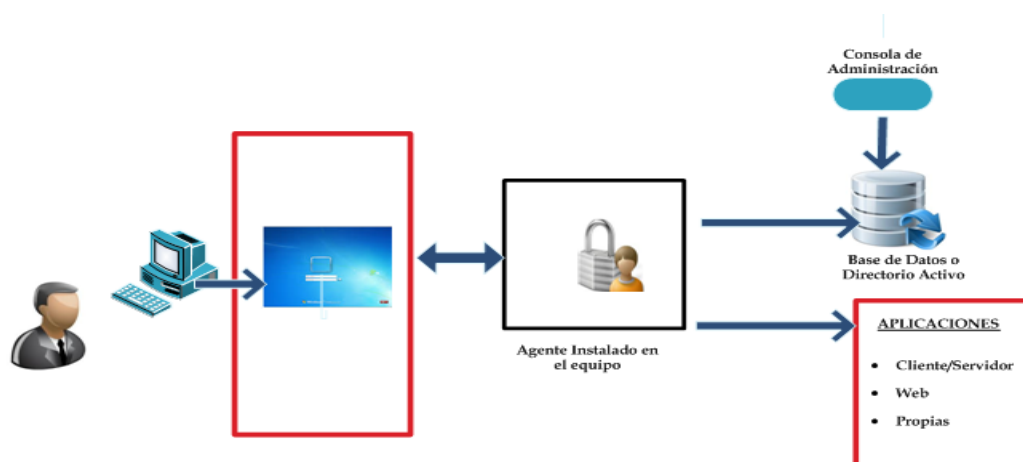 Consola de
Administración
Base de Datos o
Directorio Activo
Agente Instalado en
el equipo
APLICACIONES
• Cliente/Servidor
• Web
• Propias